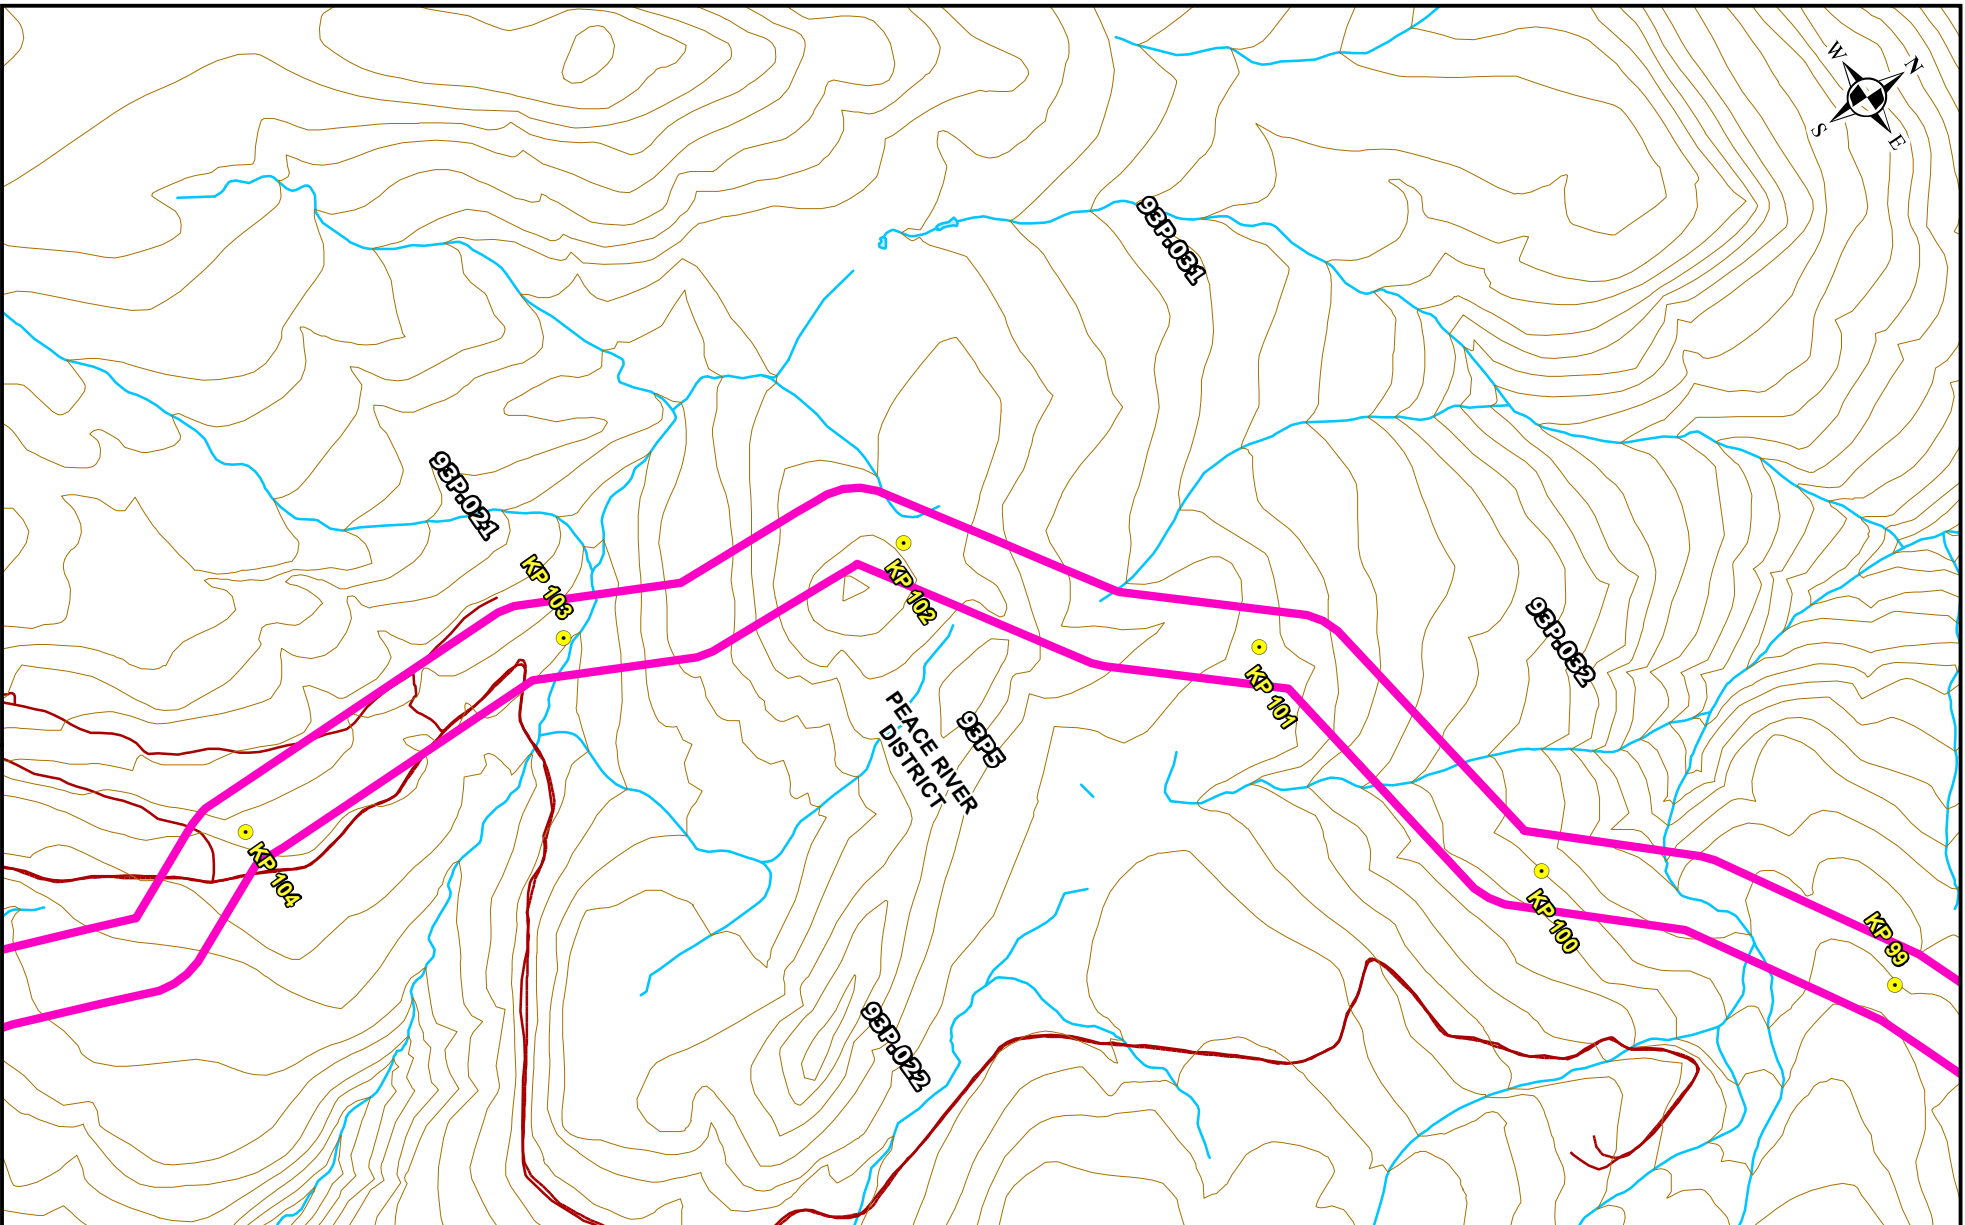 W
N
S
E
93P.031
93P.021
KP 103
KP 102
93P.032
KP 101
PEACE RIVER
DISTRICT
93P5
KP 104
KP 100
KP 99
93P.022